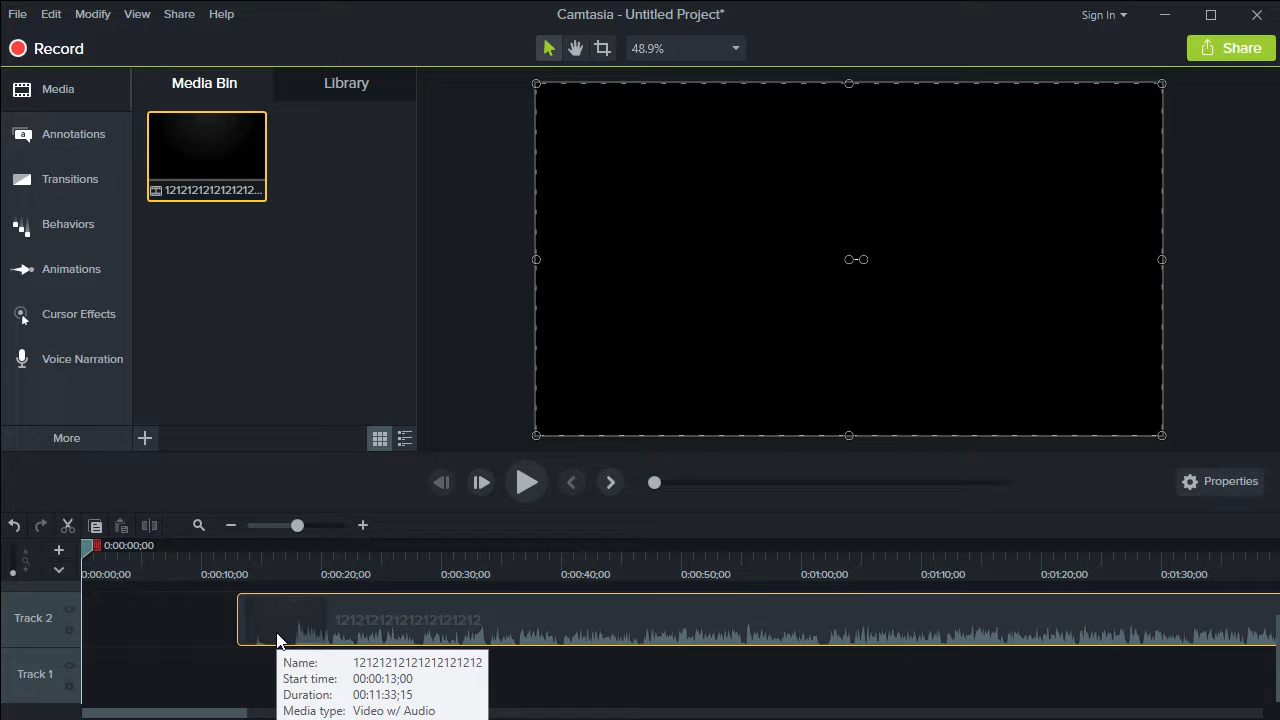 File Edit Modify View Share Help Camtasia - Untitled Project* Sign In
Record 48.9% Share
Media
Annotations
Transitions
Behaviors
Animations
Cursor Effects
Voice Narration
More
Media Bin Library
1212121212121212...
Properties
0:00:00;00
0:00:00;00 0:00:10;00 0:00:20;00 0:00:30;00 0:00:40;00 0:00:50;00 0:01:00;00 0:01:10;00 0:01:20;00 0:01:30;00
Track 2 12121212121212121212
Track 1
Name: 12121212121212121212
Start time: 00:00:13;00
Duration: 00:11:33;15
Media type: Video w/ Audio